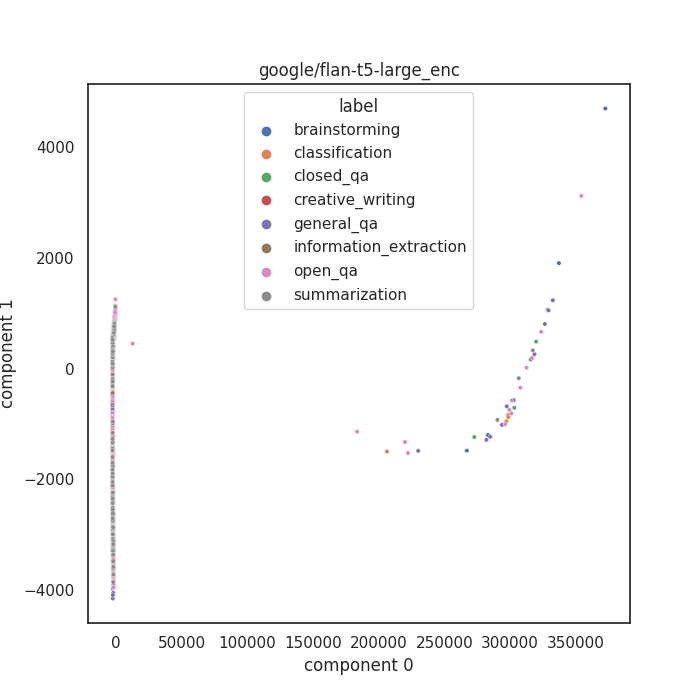 google/flan-t5-large_enc
label
brainstorming
classification
closed_qa
creative_writing
general_qa
information_extraction
open_qa
summarization
4000
2000
0
−2000
−4000
component 1
0 50000 100000 150000 200000 250000 300000 350000
component 0